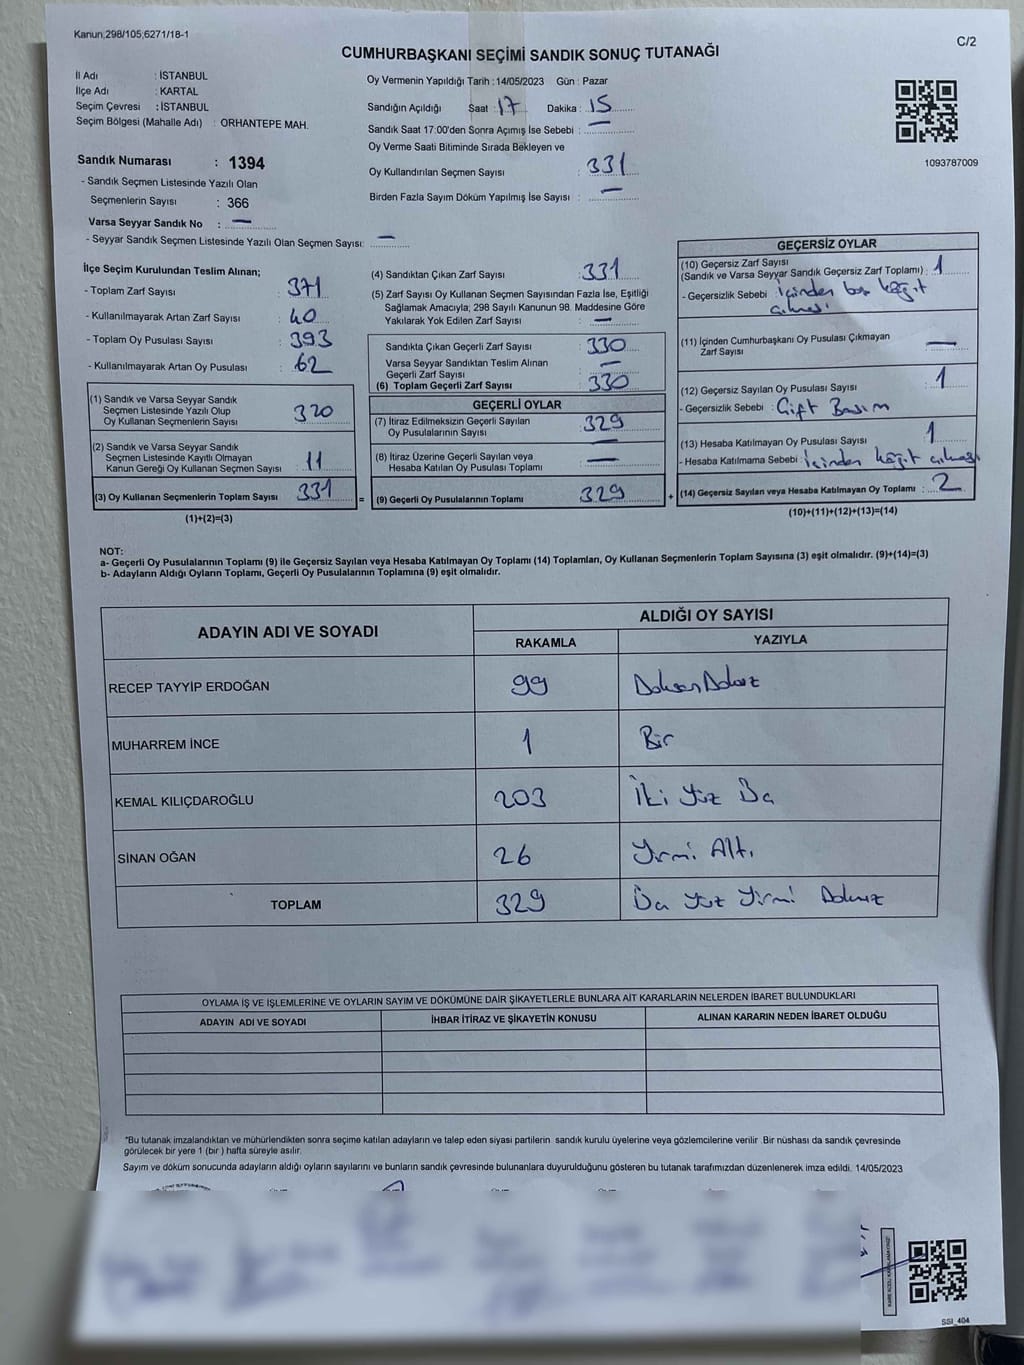 Kanun;298/105;6271/18-1
C/2
CUMHURBAŞKANI SEÇİMİ SANDIK SONUÇ TUTANAĞI
İl Adı : İSTANBUL
İlçe Adı : KARTAL
Seçim Çevresi : İSTANBUL
Seçim Bölgesi (Mahalle Adı) : ORHANTEPE MAH.
Sandık Numarası : 1394
- Sandık Seçmen Listesinde Yazılı Olan
Seçmenlerin Sayısı : 366
Varsa Seyyar Sandık No : —
- Seyyar Sandık Seçmen Listesinde Yazılı Olan Seçmen Sayısı: —
Oy Vermenin Yapıldığı Tarih : 14/05/2023 Gün : Pazar
Sandığın Açıldığı Saat : 17 Dakika : 15
Sandık Saat 17:00'den Sonra Açımış İse Sebebi : —
Oy Verme Saati Bitiminde Sırada Bekleyen ve
Oy Kullandırılan Seçmen Sayısı : 331
Birden Fazla Sayım Döküm Yapılmış İse Sayısı : —
1093787009
İlçe Seçim Kurulundan Teslim Alınan;
- Toplam Zarf Sayısı : 371
- Kullanılmayarak Artan Zarf Sayısı : 40
- Toplam Oy Pusulası Sayısı : 393
- Kullanılmayarak Artan Oy Pusulası : 62
(1) Sandık ve Varsa Seyyar Sandık
Seçmen Listesinde Yazılı Olup
Oy Kullanan Seçmenlerin Sayısı : 320
(2) Sandık ve Varsa Seyyar Sandık
Seçmen Listesinde Kayıtlı Olmayan
Kanun Gereği Oy Kullanan Seçmen Sayısı : 11
(3) Oy Kullanan Seçmenlerin Toplam Sayısı : 331
(1)+(2)=(3)
(4) Sandıktan Çıkan Zarf Sayısı : 331
(5) Zarf Sayısı Oy Kullanan Seçmen Sayısından Fazla İse, Eşitliği
Sağlamak Amacıyla; 298 Sayılı Kanunun 98. Maddesine Göre
Yakılarak Yok Edilen Zarf Sayısı : —
Sandıkta Çıkan Geçerli Zarf Sayısı : 330
Varsa Seyyar Sandıktan Teslim Alınan
Geçerli Zarf Sayısı : —
(6) Toplam Geçerli Zarf Sayısı : 330
GEÇERLİ OYLAR
(7) İtiraz Edilmeksizin Geçerli Sayılan
Oy Pusulalarının Sayısı : 329
(8) İtiraz Üzerine Geçerli Sayılan veya
Hesaba Katılan Oy Pusulası Toplamı : —
= (9) Geçerli Oy Pusulalarının Toplamı : 329
GEÇERSİZ OYLAR
(10) Geçersiz Zarf Sayısı
(Sandık ve Varsa Seyyar Sandık Geçersiz Zarf Toplamı) : 1
- Geçersizlik Sebebi : İçinden boş kağıt
çıkması
(11) İçinden Cumhurbaşkanı Oy Pusulası Çıkmayan
Zarf Sayısı : —
(12) Geçersiz Sayılan Oy Pusulası Sayısı : 1
- Geçersizlik Sebebi : Çift Basım
(13) Hesaba Katılmayan Oy Pusulası Sayısı : 1
- Hesaba Katılmama Sebebi : İçinden kağıt çıkması
+ (14) Geçersiz Sayılan veya Hesaba Katılmayan Oy Toplamı : 2
(10)+(11)+(12)+(13)=(14)
NOT:
a- Geçerli Oy Pusulalarının Toplamı (9) ile Geçersiz Sayılan veya Hesaba Katılmayan Oy Toplamı (14) Toplamları, Oy Kullanan Seçmenlerin Toplam Sayısına (3) eşit olmalıdır. (9)+(14)=(3)
b- Adayların Aldığı Oyların Toplamı, Geçerli Oy Pusulalarının Toplamına (9) eşit olmalıdır.
ADAYIN ADI VE SOYADI ALDIĞI OY SAYISI
RAKAMLA YAZIYLA
RECEP TAYYİP ERDOĞAN 99 Doksan Dokuz
MUHARREM İNCE 1 Bir
KEMAL KILIÇDAROĞLU 203 İki Yüz Üç
SİNAN OĞAN 26 Yirmi Altı
TOPLAM 329 Üç Yüz Yirmi Dokuz
OYLAMA İŞ VE İŞLEMLERİNE VE OYLARIN SAYIM VE DÖKÜMÜNE DAİR ŞİKAYETLERLE BUNLARA AİT KARARLARIN NELERDEN İBARET BULUNDUKLARI
ADAYIN ADI VE SOYADI İHBAR İTİRAZ VE ŞİKAYETİN KONUSU ALINAN KARARIN NEDEN İBARET OLDUĞU
*Bu tutanak imzalandıktan ve mühürlendikten sonra seçime katılan adayların ve talep eden siyasi partilerin sandık kurulu üyelerine veya gözlemcilerine verilir .Bir nüshası da sandık çevresinde
görülecek bir yere 1 (bir ) hafta süreyle asılır.
Sayım ve döküm sonucunda adayların aldığı oyların sayılarını ve bunların sandık çevresinde bulunanlara duyurulduğunu gösteren bu tutanak tarafımızdan düzenlenerek imza edildi. 14/05/2023
SSI_404